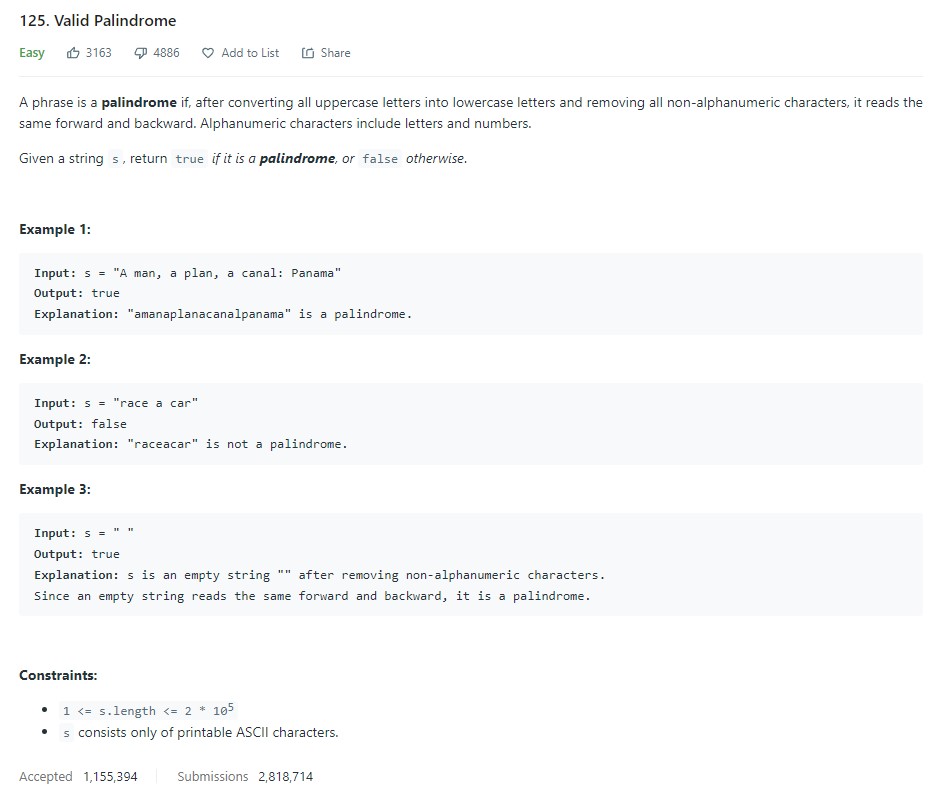 125. Valid Palindrome
Easy 3163 4886 Add to List Share
A phrase is a palindrome if, after converting all uppercase letters into lowercase letters and removing all non-alphanumeric characters, it reads the
same forward and backward. Alphanumeric characters include letters and numbers.
Given a string s, return true if it is a palindrome, or false otherwise.
Example 1:
Input: s = "A man, a plan, a canal: Panama"
Output: true
Explanation: "amanaplanacanalpanama" is a palindrome.
Example 2:
Input: s = "race a car"
Output: false
Explanation: "raceacar" is not a palindrome.
Example 3:
Input: s = " "
Output: true
Explanation: s is an empty string "" after removing non-alphanumeric characters.
Since an empty string reads the same forward and backward, it is a palindrome.
Constraints:
• 1 <= s.length <= 2 * 10⁵
• s consists only of printable ASCII characters.
Accepted 1,155,394 Submissions 2,818,714